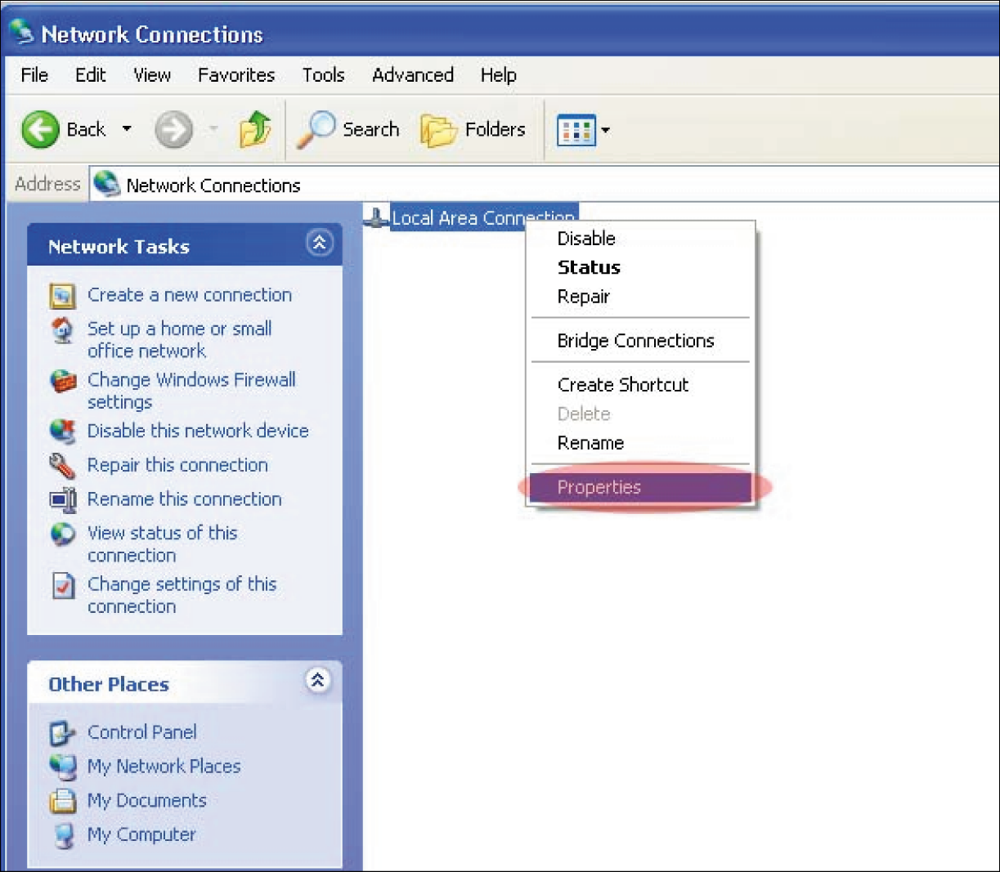 Network Connections
File Edit View Favorites Tools Advanced Help
Back Search Folders
Address Network Connections
Local Area Connection
Disable
Status
Repair
Bridge Connections
Create Shortcut
Delete
Rename
Properties
Network Tasks
Create a new connection
Set up a home or small
office network
Change Windows Firewall
settings
Disable this network device
Repair this connection
Rename this connection
View status of this
connection
Change settings of this
connection
Other Places
Control Panel
My Network Places
My Documents
My Computer